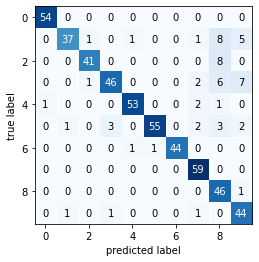 0 54 0 0 0 0 0 0 0 0 0
0 37 1 0 1 0 0 1 8 5
2 0 0 41 0 0 0 0 0 8 0
0 0 1 46 0 0 0 2 6 7
4 1 0 0 0 53 0 0 2 1 0
0 1 0 3 0 55 0 2 3 2
6 0 0 0 0 1 1 44 0 0 0
0 0 0 0 0 0 0 59 0 0
8 0 0 0 0 0 0 0 0 46 1
0 1 0 1 0 0 0 1 0 44
0 2 4 6 8
predicted label
true label